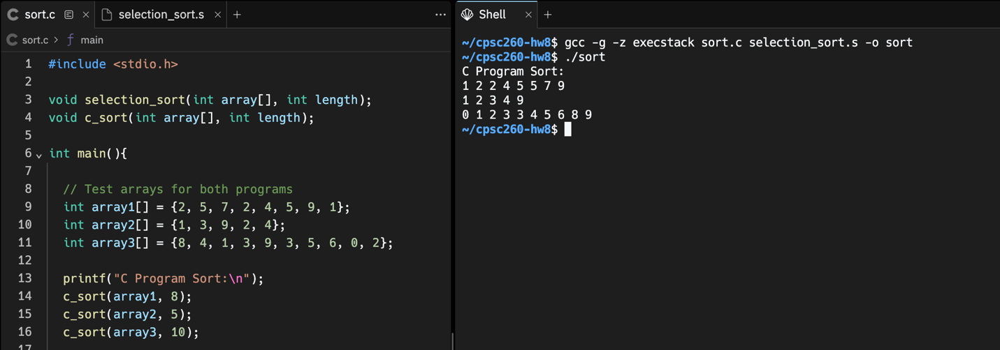 sort.c
selection_sort.s
sort.c > main
1 #include <stdio.h>
2
3 void selection_sort(int array[], int length);
4 void c_sort(int array[], int length);
5
6 int main(){
7
8 // Test arrays for both programs
9 int array1[] = {2, 5, 7, 2, 4, 5, 9, 1};
10 int array2[] = {1, 3, 9, 2, 4};
11 int array3[] = {8, 4, 1, 3, 9, 3, 5, 6, 0, 2};
12
13 printf("C Program Sort:\n");
14 c_sort(array1, 8);
15 c_sort(array2, 5);
16 c_sort(array3, 10);
17
Shell
~/cpsc260-hw8$ gcc -g -z execstack sort.c selection_sort.s -o sort
~/cpsc260-hw8$ ./sort
C Program Sort:
1 2 2 4 5 5 7 9
1 2 3 4 9
0 1 2 3 3 4 5 6 8 9
~/cpsc260-hw8$